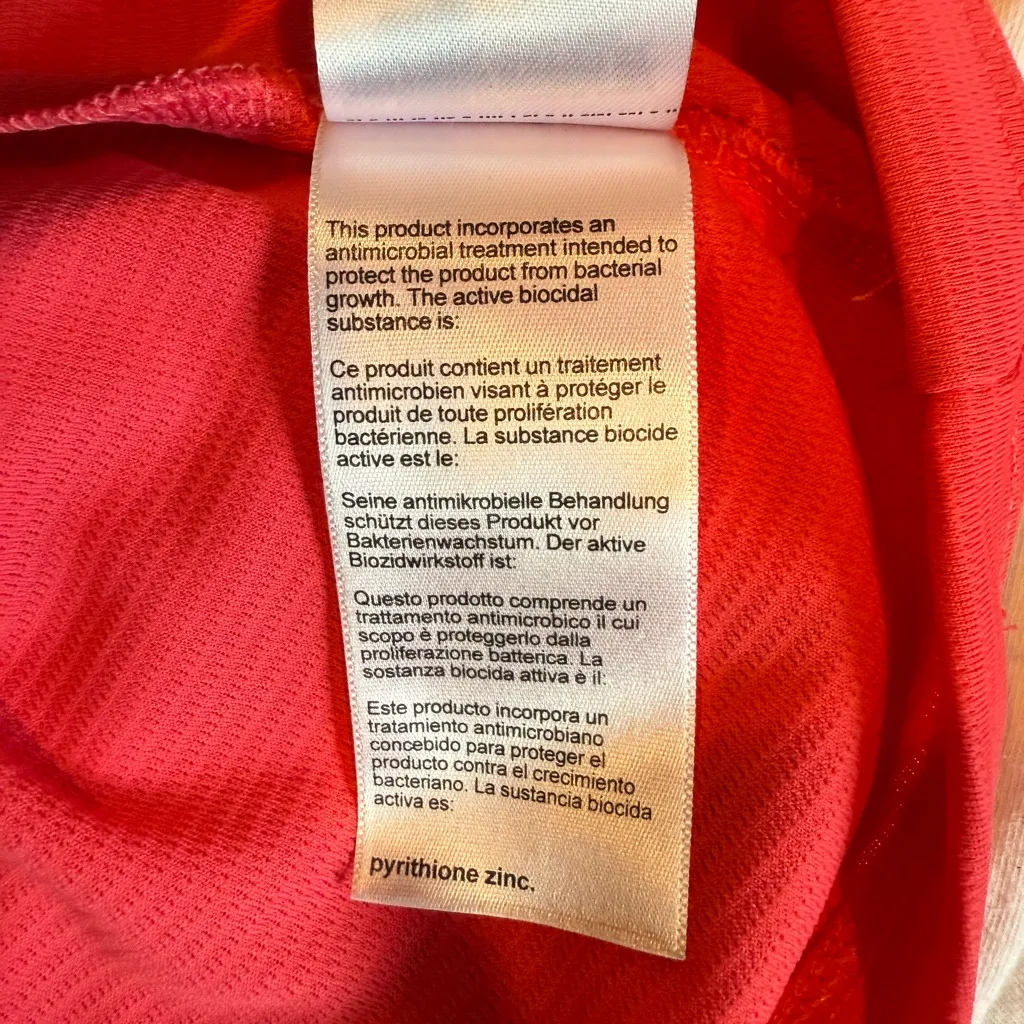 This product incorporates an
antimicrobial treatment intended to
protect the product from bacterial
growth. The active biocidal
substance is:
Ce produit contient un traitement
antimicrobien visant à protéger le
produit de toute prolifération
bactérienne. La substance biocide
active est le:
Seine antimikrobielle Behandlung
schützt dieses Produkt vor
Bakterienwachstum. Der aktive
Biozidwirkstoff ist:
Questo prodotto comprende un
trattamento antimicrobico il cui
scopo è proteggerlo dalla
proliferazione batterica. La
sostanza biocida attiva è il:
Este producto incorpora un
tratamiento antimicrobiano
concebido para proteger el
producto contra el crecimiento
bacteriano. La sustancia biocida
activa es:
pyrithione zinc.